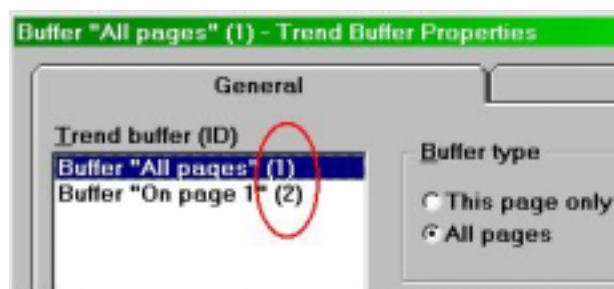 Buffer "All pages" (1) - Trend Buffer Properties
General
Trend buffer (ID)
Buffer "All pages" (1)
Buffer "On page 1" (2)
Buffer type
This page only
All pages